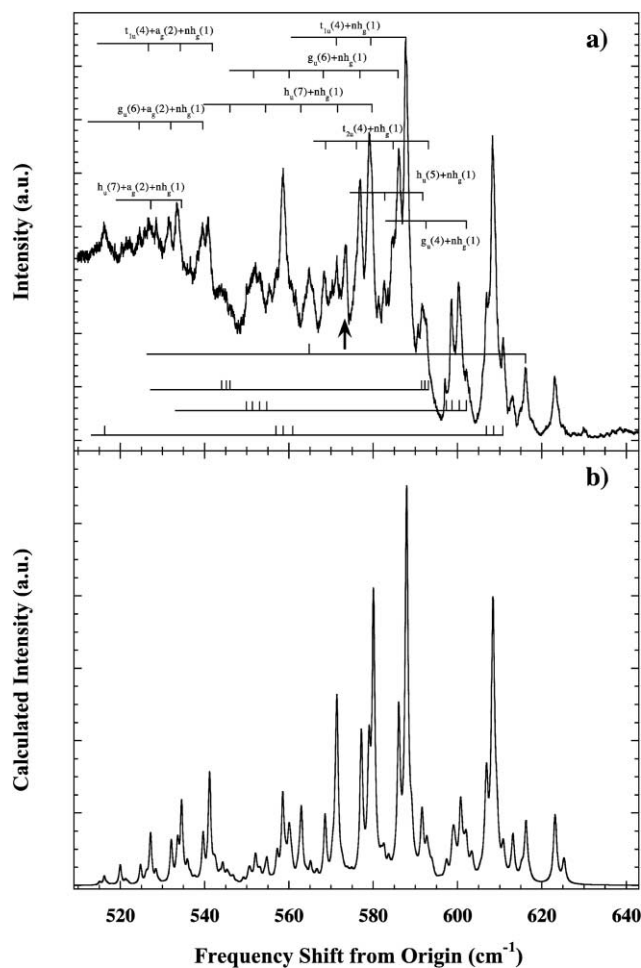 a)
t1u(4)+ag(2)+nhg(1)
t1u(4)+nhg(1)
gu(6)+nhg(1)
hu(7)+nhg(1)
gu(6)+ag(2)+nhg(1)
t2u(4)+nhg(1)
hu(7)+ag(2)+nhg(1)
hu(5)+nhg(1)
gu(4)+nhg(1)
Intensity (a.u.)
b)
Calculated Intensity (a.u.)
520 540 560 580 600 620 640
Frequency Shift from Origin (cm-1)